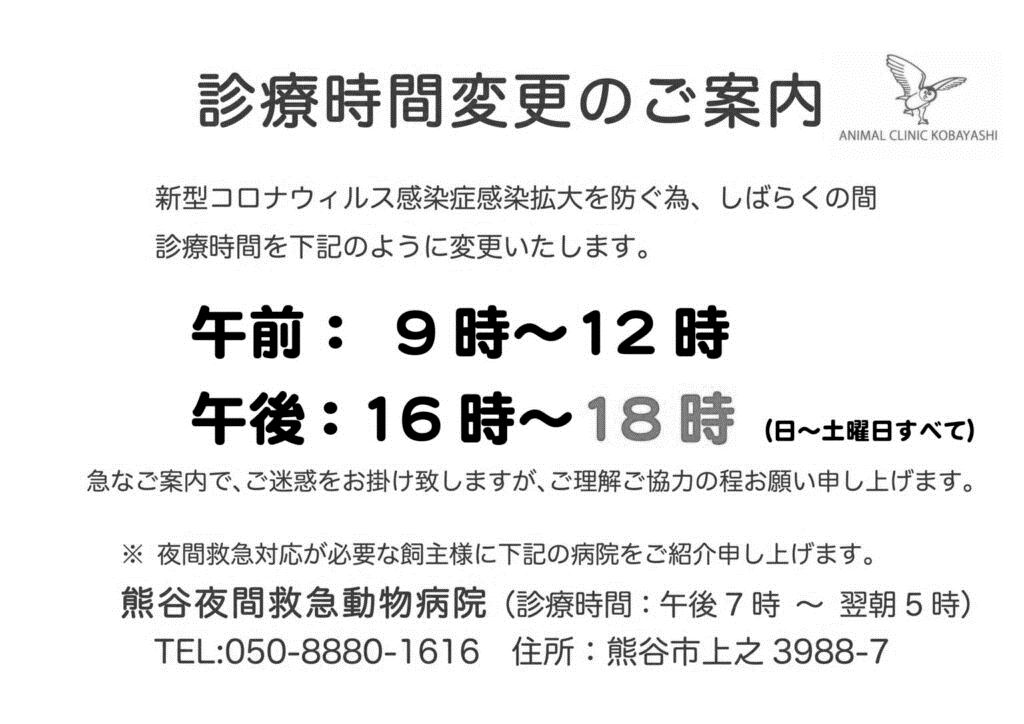 診療時間変更のご案内
ANIMAL CLINIC KOBAYASHI
新型コロナウィルス感染症感染拡大を防ぐ為、しばらくの間
診療時間を下記のように変更いたします。
午前： 9時〜12時
午後：16時〜18時 (日〜土曜日すべて)
急なご案内で、ご迷惑をお掛け致しますが、ご理解ご協力の程お願い申し上げます。
※ 夜間救急対応が必要な飼主様に下記の病院をご紹介申し上げます。
熊谷夜間救急動物病院（診療時間：午後7時 〜 翌朝5時）
TEL:050-8880-1616 住所：熊谷市上之3988-7